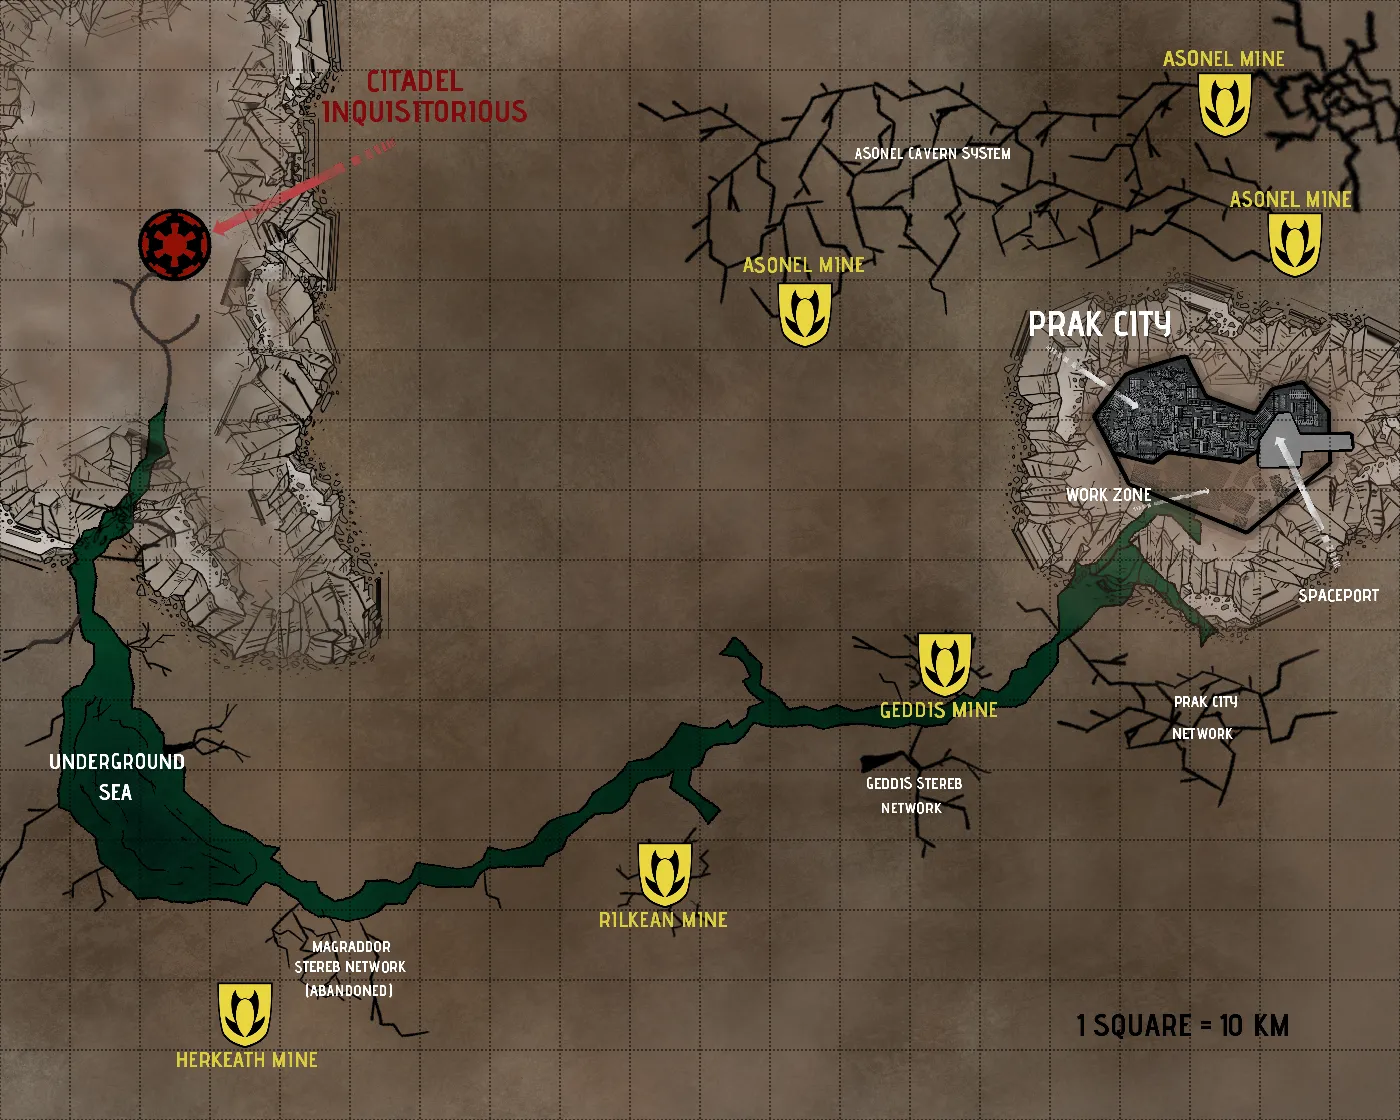 ASONEL MINE
CITADEL
INQUISITORIOUS
ASONEL CAVERN SYSTEM
ASONEL MINE
ASONEL MINE
PRAK CITY
WORK ZONE
SPACEPORT
GEDDIS MINE
PRAK CITY
NETWORK
UNDERGROUND
SEA
GEDDIS STEREB
NETWORK
RILKEAN MINE
MAGRADDOR
STEREB NETWORK
(ABANDONED)
1 SQUARE = 10 KM
HERKEATH MINE